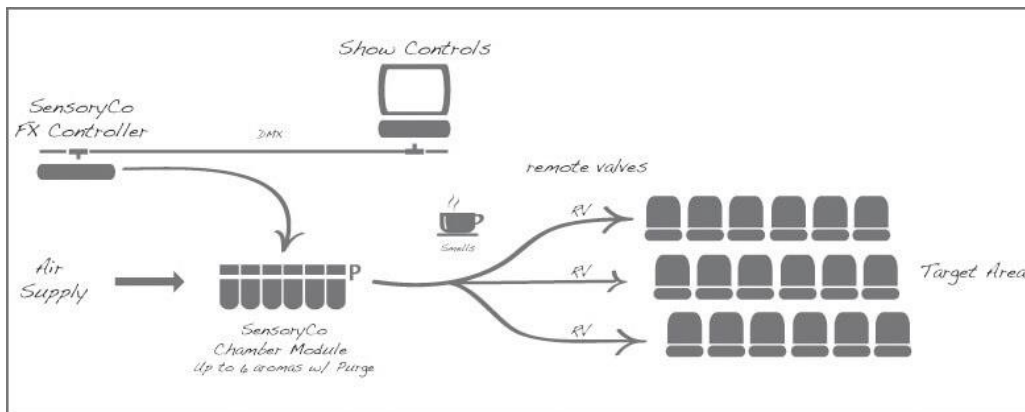 Show Controls
SensoryCo
FX Controller
DMX
remote valves
RV
Smells
Air
Supply
P
RV
Target Area
SensoryCo
Chamber Module
Up to 6 aromas w/ Purge
RV